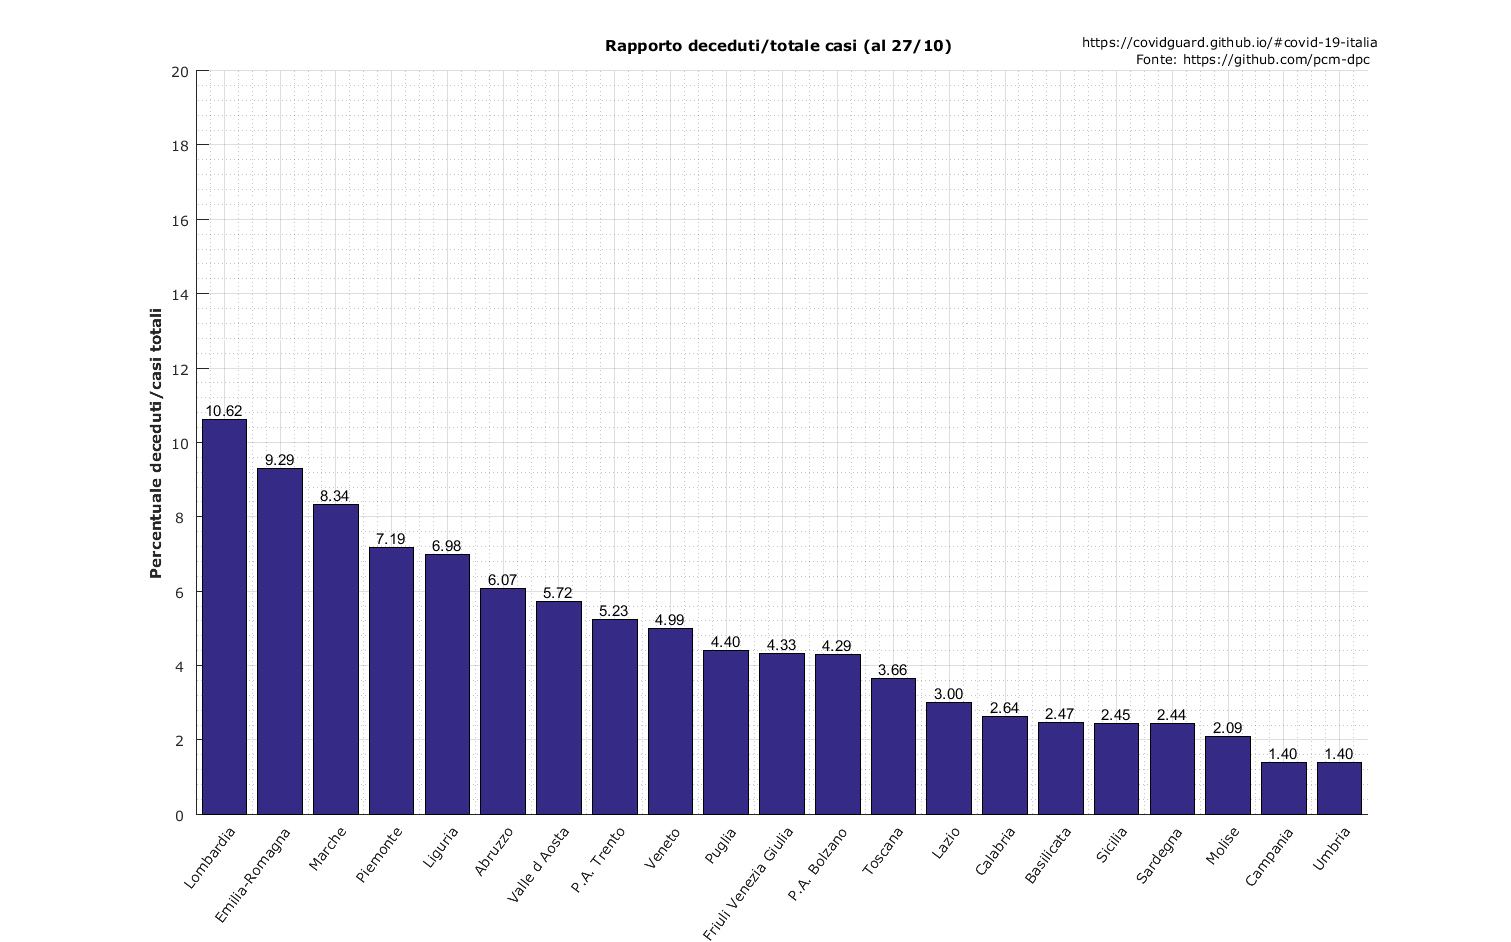 Rapporto deceduti/totale casi (al 27/10)
https://covidguard.github.io/#covid-19-italia
Fonte: https://github.com/pcm-dpc
Percentuale deceduti/casi totali
20
18
16
14
12
10
8
6
4
2
0
10.62
9.29
8.34
7.19
6.98
6.07
5.72
5.23
4.99
4.40
4.33
4.29
3.66
3.00
2.64
2.47
2.45
2.44
2.09
1.40
1.40
Lombardia
Emilia-Romagna
Marche
Piemonte
Liguria
Abruzzo
Valle d Aosta
P.A. Trento
Veneto
Puglia
Friuli Venezia Giulia
P.A. Bolzano
Toscana
Lazio
Calabria
Basilicata
Sicilia
Sardegna
Molise
Campania
Umbria